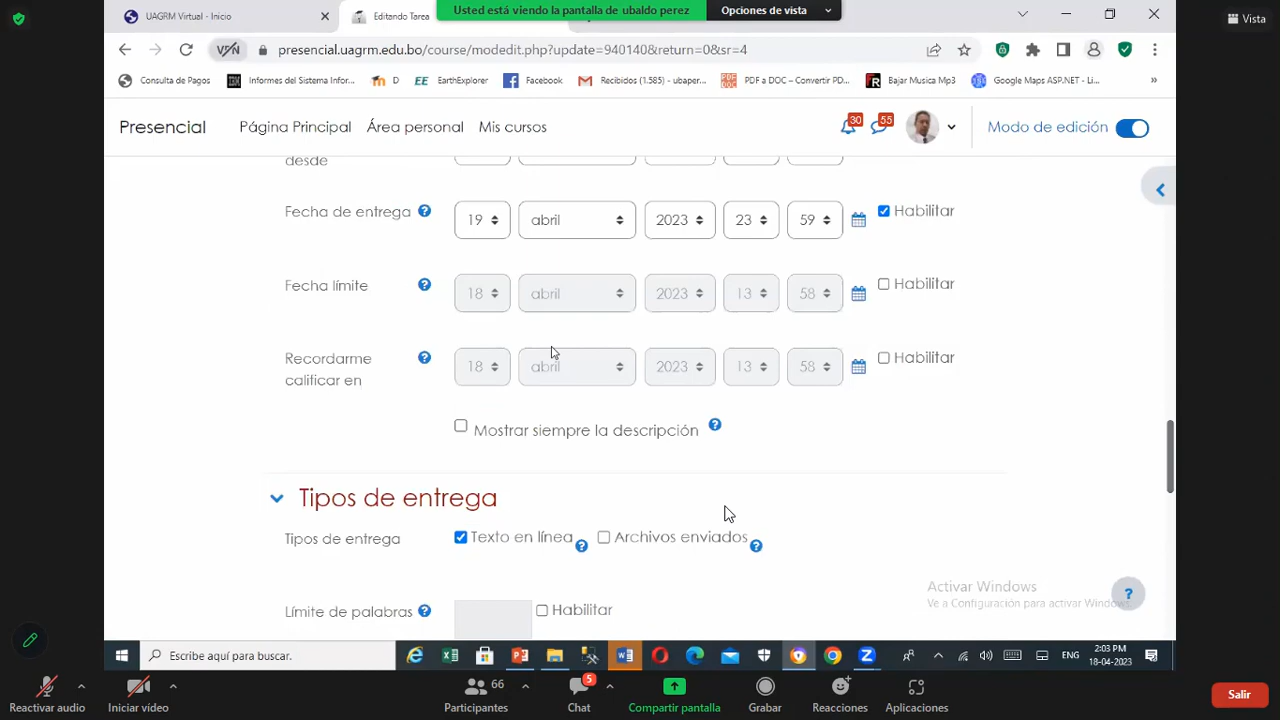 UAGRM Virtual - Inicio
Editando Tarea
Usted está viendo la pantalla de ubaldo perez
Opciones de vista
Vista
VPN
presencial.uagrm.edu.bo/course/modedit.php?update=940140&return=0&sr=4
Consulta de Pagos
Informes del Sistema Infor...
D
EarthExplorer
Facebook
Recibidos (1.585) - ubaper...
PDF a DOC – Convertir PD...
Bajar Musica Mp3
Google Maps ASP.NET - Li...
»
Presencial
Página Principal
Área personal
Mis cursos
30
55
Modo de edición
desde
Fecha de entrega
19 abril 2023 23 59
Habilitar
Fecha límite
18 abril 2023 13 58
Habilitar
Recordarme
calificar en
18 abril 2023 13 58
Habilitar
Mostrar siempre la descripción
Tipos de entrega
Tipos de entrega
Texto en línea
Archivos enviados
Activar Windows
Ve a Configuración para activar Windows.
Límite de palabras
Habilitar
Escribe aquí para buscar.
ENG
2:03 PM
18-04-2023
Reactivar audio
Iniciar vídeo
66
Participantes
5
Chat
Compartir pantalla
Grabar
Reacciones
Aplicaciones
Salir